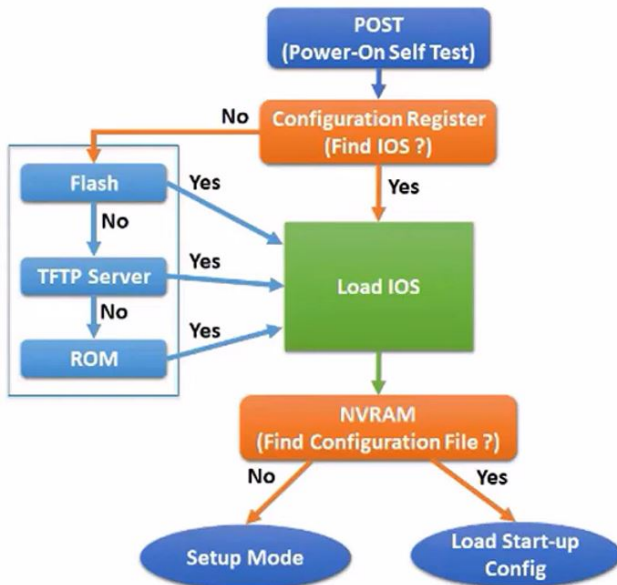 POST
(Power-On Self Test)
No
Configuration Register
(Find IOS ?)
Yes
Flash
Yes
No
TFTP Server
Yes
Load IOS
No
Yes
ROM
NVRAM
(Find Configuration File ?)
No
Yes
Setup Mode
Load Start-up
Config